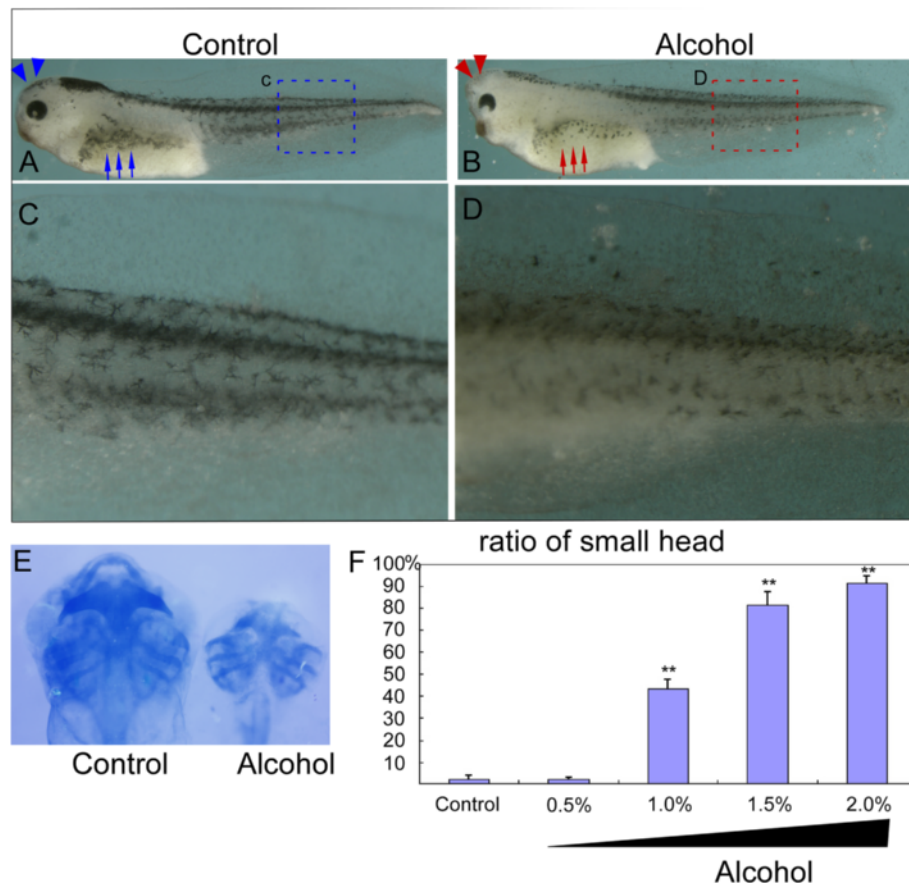 Control
Alcohol
C
D
A
B
C
D
ratio of small head
E
F
100%
90
80
70
60
50
40
30
20
10
**
**
**
Control
Alcohol
Control
0.5%
1.0%
1.5%
2.0%
Alcohol